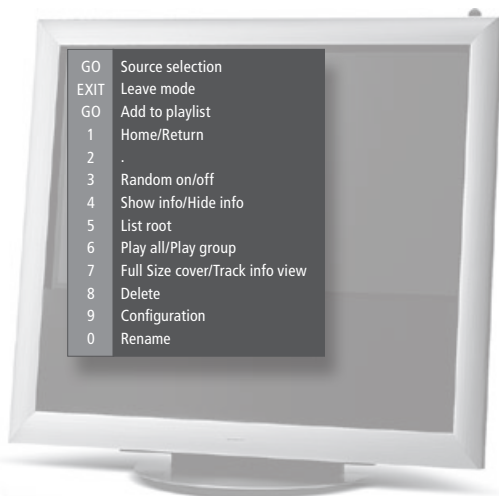 GO Source selection
EXIT Leave mode
GO Add to playlist
1 Home/Return
2 .
3 Random on/off
4 Show info/Hide info
5 List root
6 Play all/Play group
7 Full Size cover/Track info view
8 Delete
9 Configuration
0 Rename